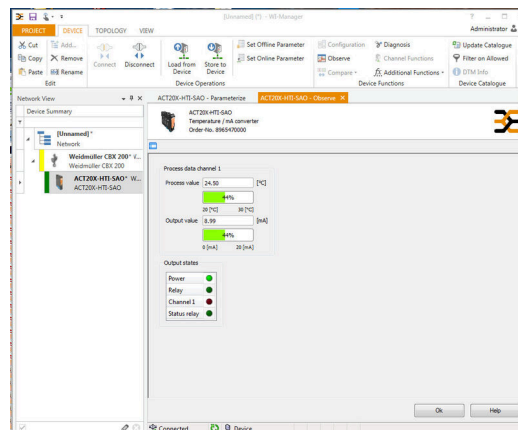 [Unnamed] (*) - WI-Manager
PROJECT DEVICE TOPOLOGY VIEW Administrator
Cut Add...
Copy Remove
Paste Rename
Edit
Connect Disconnect
Load from Device Store to Device
Set Offline Parameter
Set Online Parameter
Device Operations
Configuration Diagnosis
Observe Channel Functions
Compare Additional Functions
Device Functions
Update Catalogue
Filter on Allowed
DTM Info
Device Catalogue
Network View
Device Summary
[Unnamed]*
Network
Weidmüller CBX 200*
Weidmüller CBX 200
ACT20X-HTI-SAO* W...
ACT20X-HTI-SAO
ACT20X-HTI-SAO - Parameterize ACT20X-HTI-SAO - Observe
ACT20X-HTI-SAO
Temperature / mA converter
Order-No. 8965470000
Process data channel 1
Process value 24.50 [°C]
44%
20 [°C] 30 [°C]
Output value 8.99 [mA]
44%
0 [mA] 20 [mA]
Output states
Power
Relay
Channel 1
Status relay
Ok Help
Connected Device